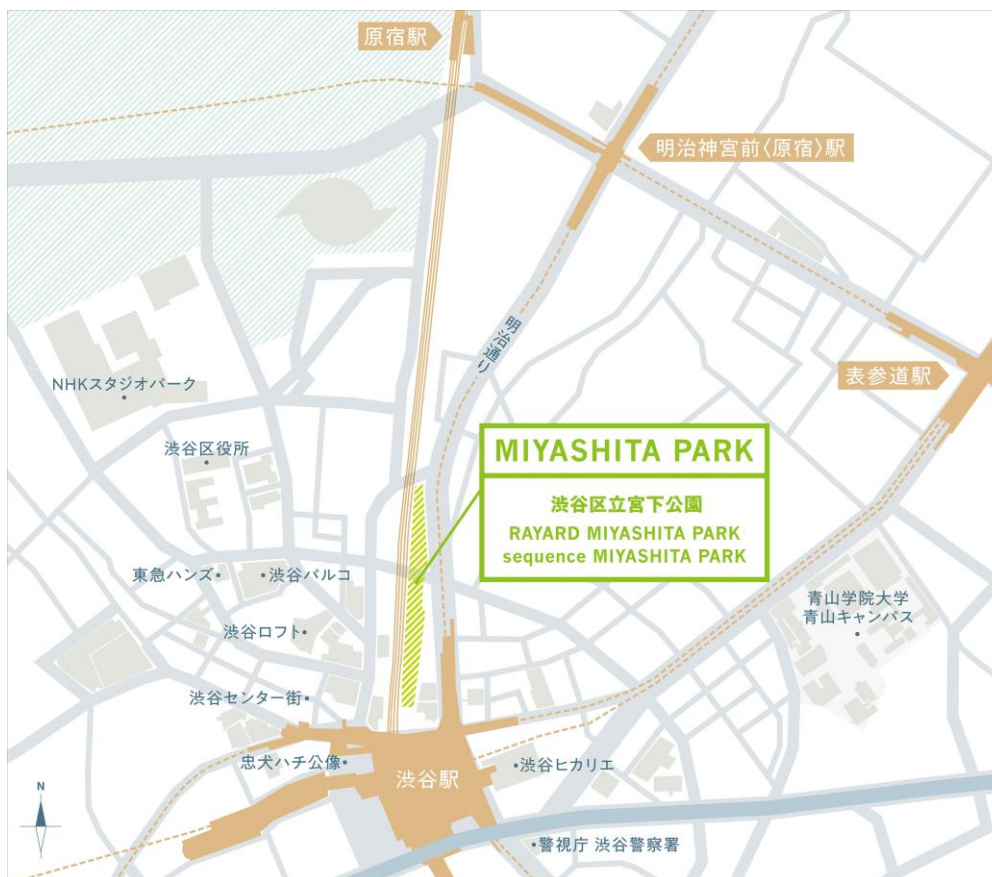 原宿駅
明治神宮前〈原宿〉駅
明治通り
表参道駅
NHKスタジオパーク
渋谷区役所
MIYASHITA PARK
渋谷区立宮下公園
RAYARD MIYASHITA PARK
sequence MIYASHITA PARK
東急ハンズ
渋谷パルコ
青山学院大学
青山キャンパス
渋谷ロフト
渋谷センター街
忠犬ハチ公像
渋谷駅
渋谷ヒカリエ
N
警視庁 渋谷警察署